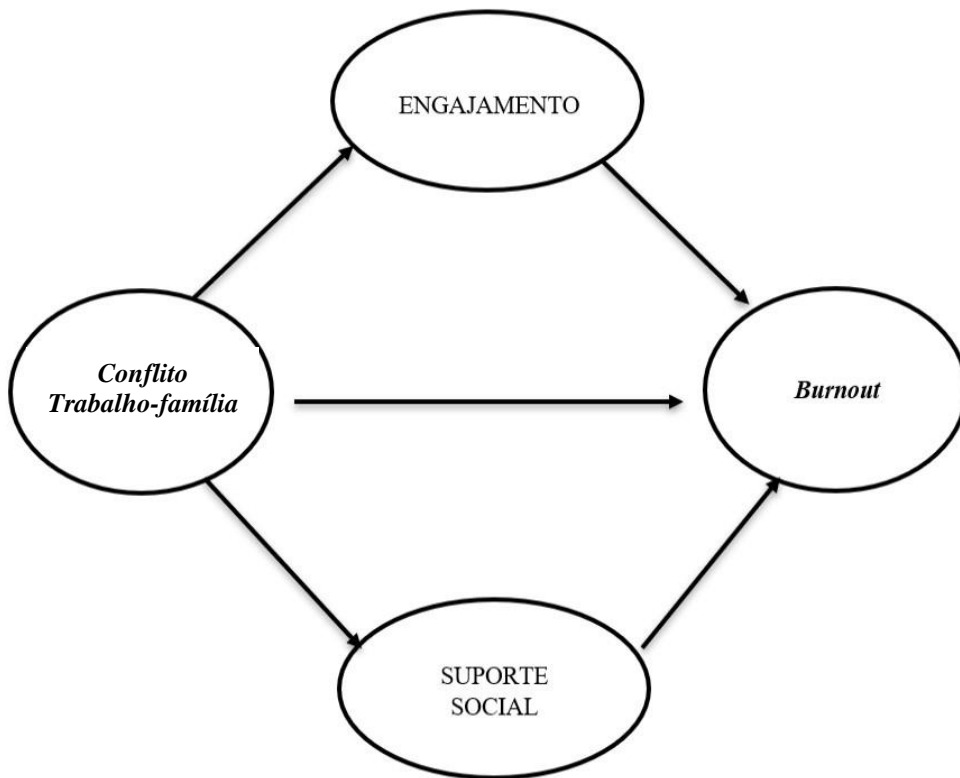 ENGAJAMENTO
Conflito
Trabalho-família
Burnout
SUPORTE
SOCIAL